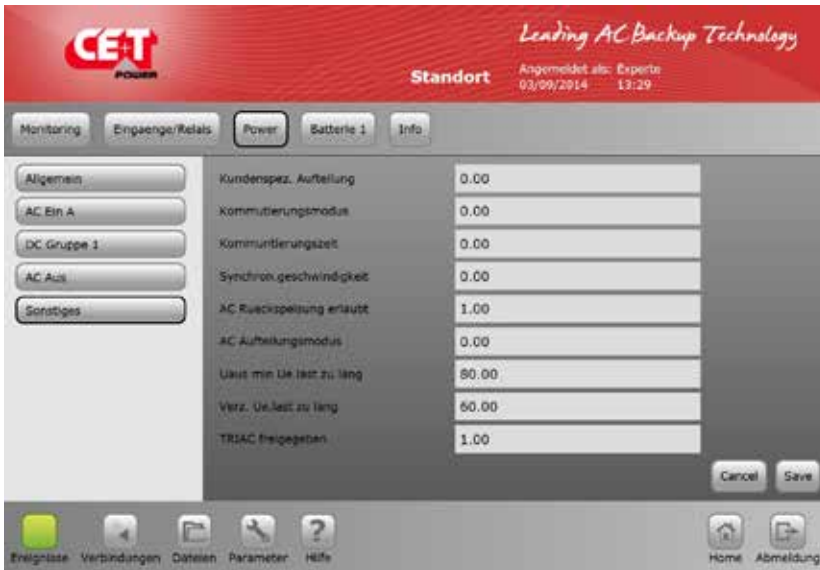 CE+T
POWER
Leading AC Backup Technology
Standort
Angemeldet als: Experte
03/09/2014 13:29
Monitoring
Eingaenge/Relais
Power
Batterie 1
Info
Allgemein
AC Ein A
DC Gruppe 1
AC Aus
Sonstiges
Kundenspez. Aufteilung 0.00
Kommutierungsmodus 0.00
Kommuntierungszeit 0.00
Synchron.geschwindigkeit 0.00
AC Rueckspeisung erlaubt 1.00
AC Aufteilungsmodus 0.00
Uaus min Ue.last zu lang 80.00
Verz. Ue.last zu lang 60.00
TRIAC freigegeben 1.00
Cancel
Save
Ereignisse
Verbindungen
Dateien
Parameter
Hilfe
Home
Abmeldung